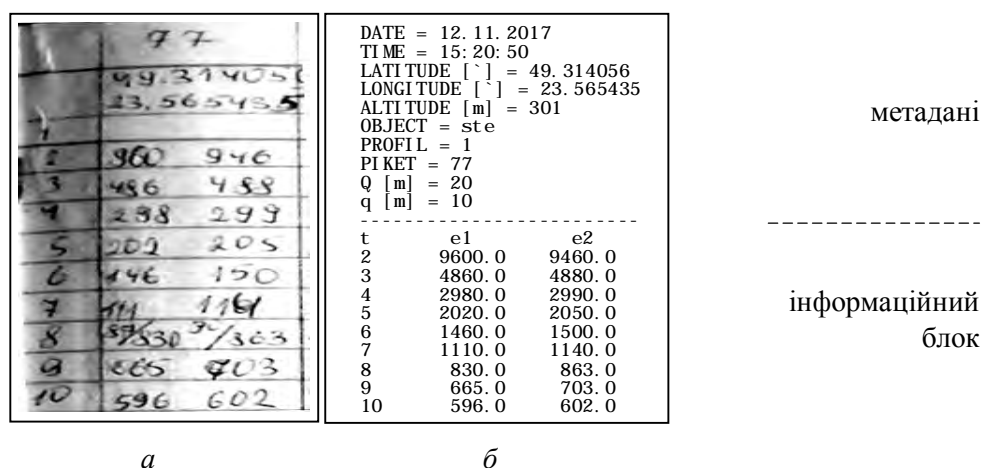 77
49.314056
23.565435
1
2 960 946
3 486 488
4 298 299
5 202 205
6 146 150
7 111
8 /830 /863
9 665 703
10 596 602
а
DATE = 12.11.2017
TIME = 15:20:50
LATITUDE [`] = 49.314056
LONGITUDE [`] = 23.565435
ALTITUDE [m] = 301
OBJECT = ste
PROFIL = 1
PIKET = 77
Q [m] = 20
q [m] = 10
--------------------------
t e1 e2
2 9600.0 9460.0
3 4860.0 4880.0
4 2980.0 2990.0
5 2020.0 2050.0
6 1460.0 1500.0
7 1110.0 1140.0
8 830.0 863.0
9 665.0 703.0
10 596.0 602.0
б
метадані
інформаційний
блок